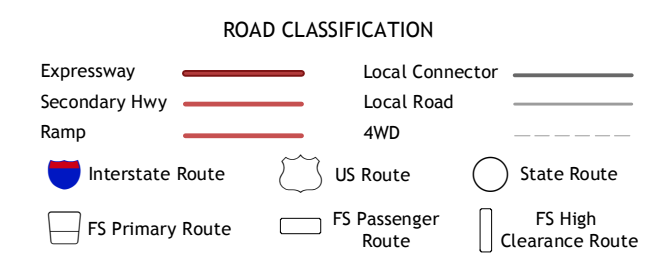 ROAD CLASSIFICATION
Expressway
Local Connector
Secondary Hwy
Local Road
Ramp
4WD
Interstate Route
US Route
State Route
FS Primary Route
FS Passenger
Route
FS High
Clearance Route